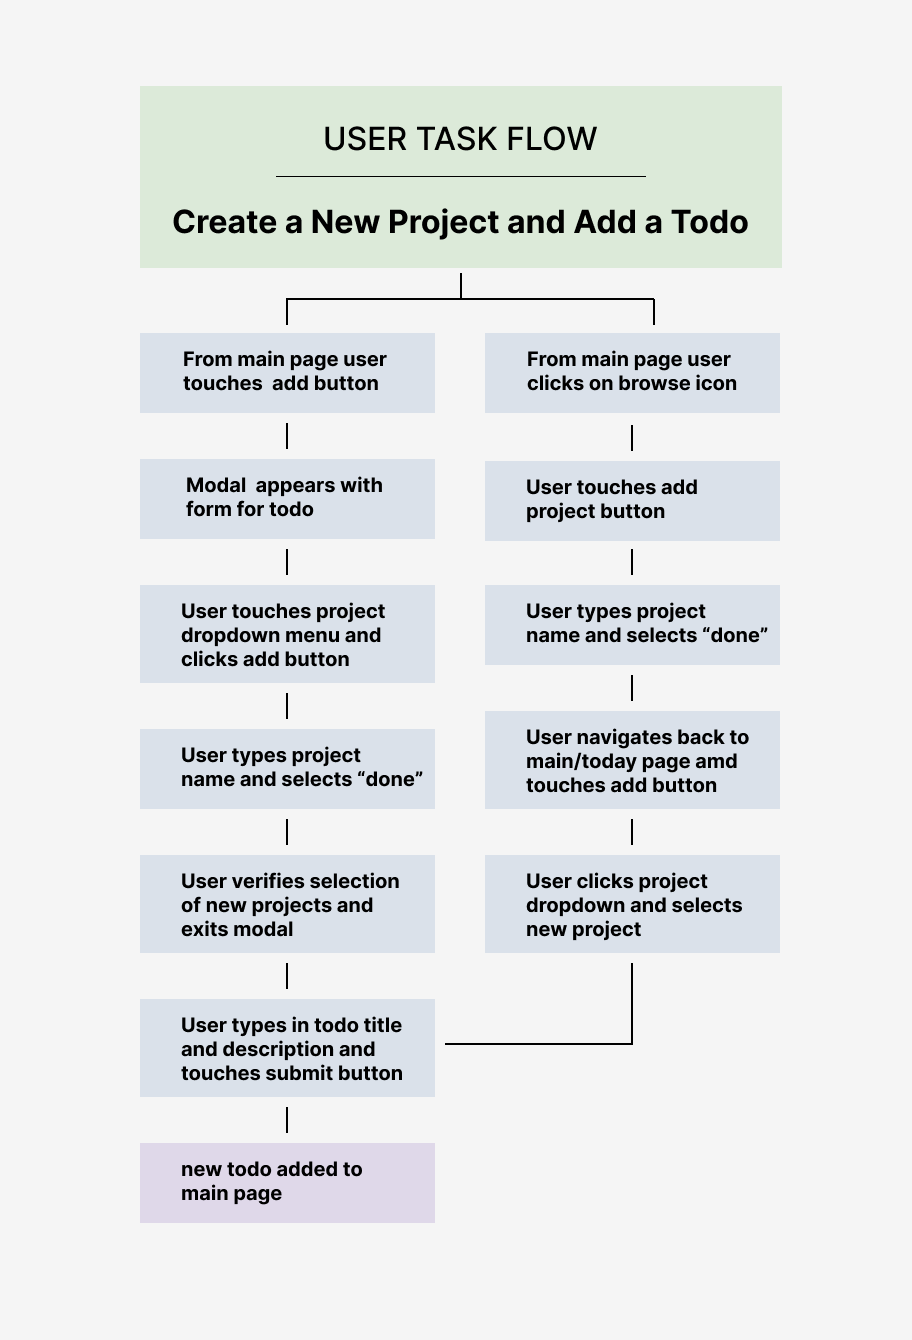 USER TASK FLOW
Create a New Project and Add a Todo
From main page user
touches  add button
Modal  appears with
form for todo
User touches project
dropdown menu and
clicks add button
User types project
name and selects “done”
User verifies selection
of new projects and
exits modal
User types in todo title
and description and
touches submit button
new todo added to
main page
From main page user
clicks on browse icon
User touches add
project button
User types project
name and selects “done”
User navigates back to
main/today page amd
touches add button
User clicks project
dropdown and selects
new project